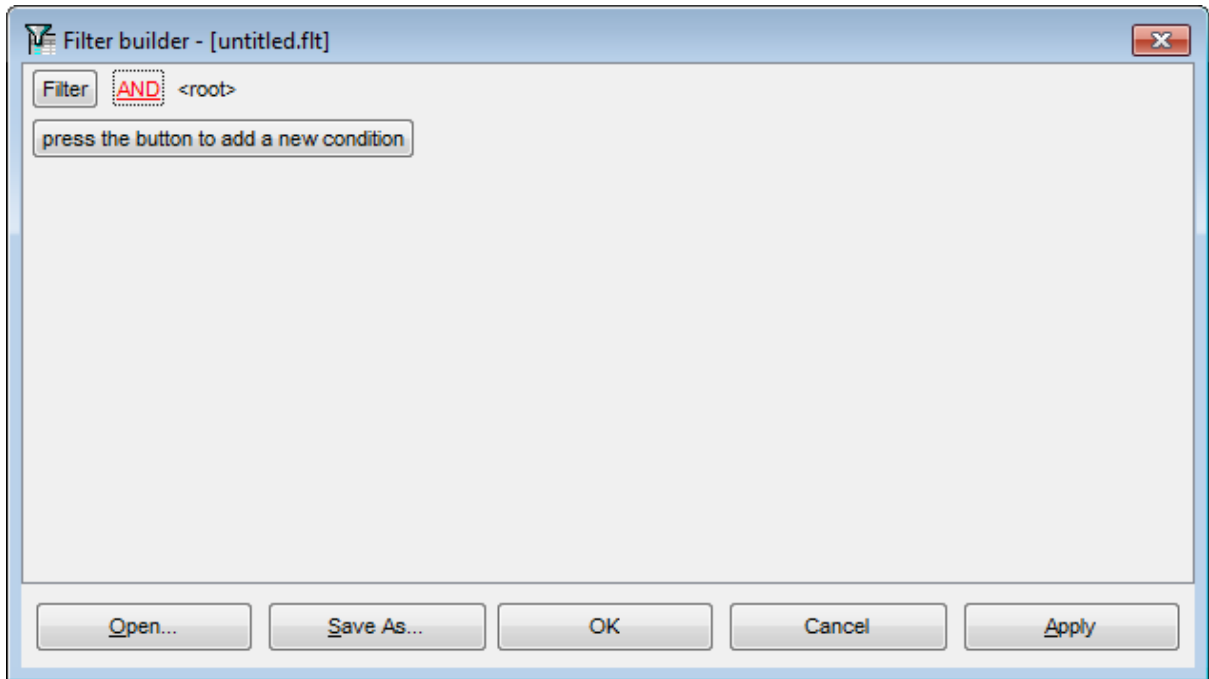 Filter builder - [untitled.flt]
Filter AND <root>
press the button to add a new condition
Open... Save As... OK Cancel Apply